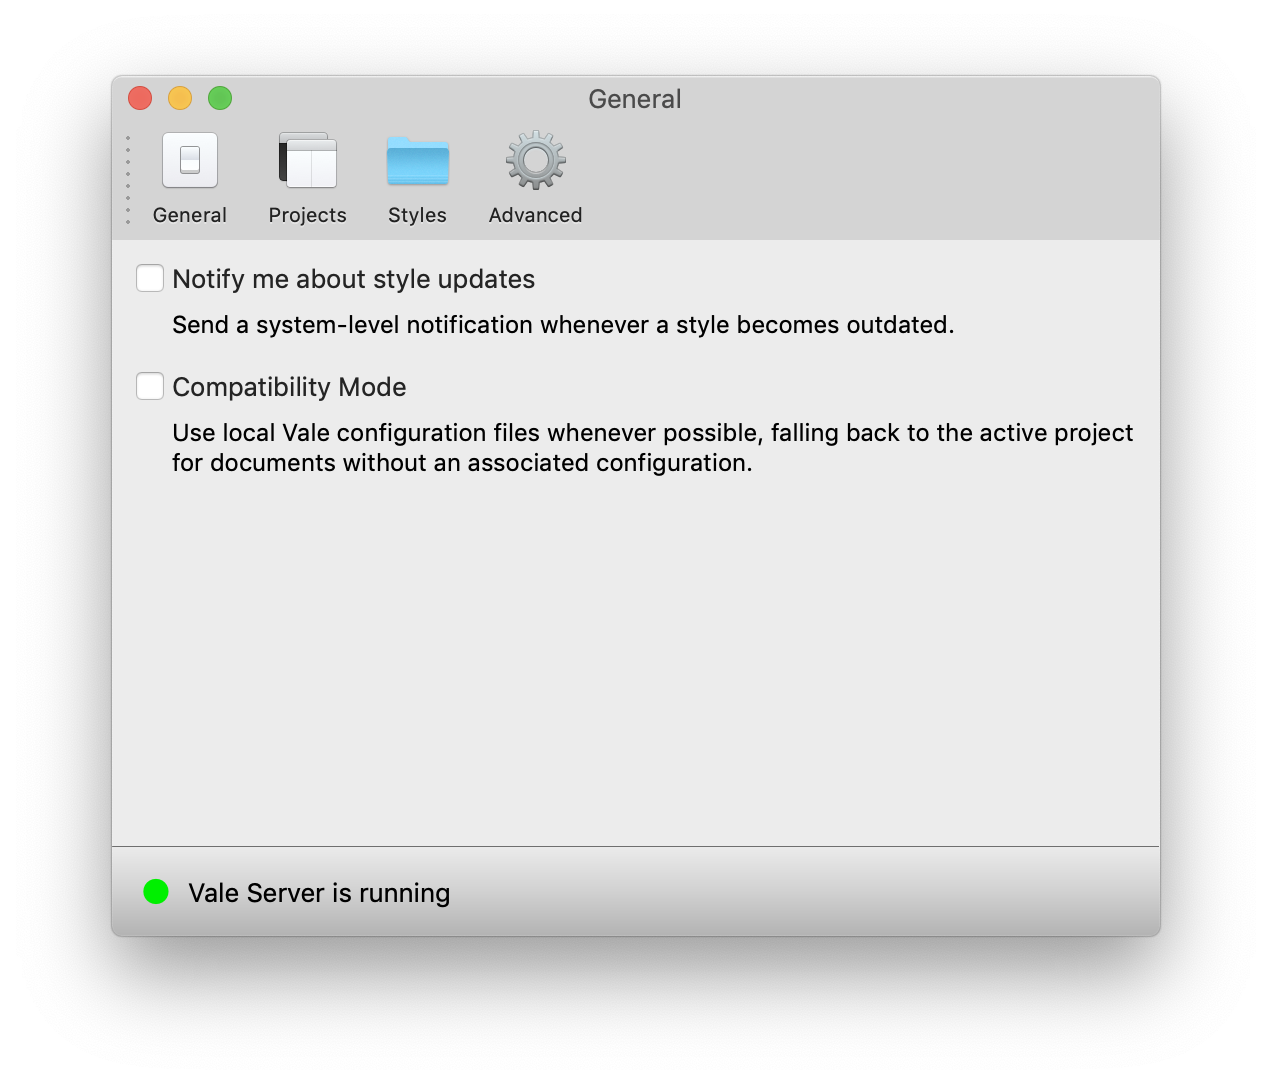 General
General
Projects
Styles
Advanced
Notify me about style updates
Send a system-level notification whenever a style becomes outdated.
Compatibility Mode
Use local Vale configuration files whenever possible, falling back to the active project
for documents without an associated configuration.
Vale Server is running